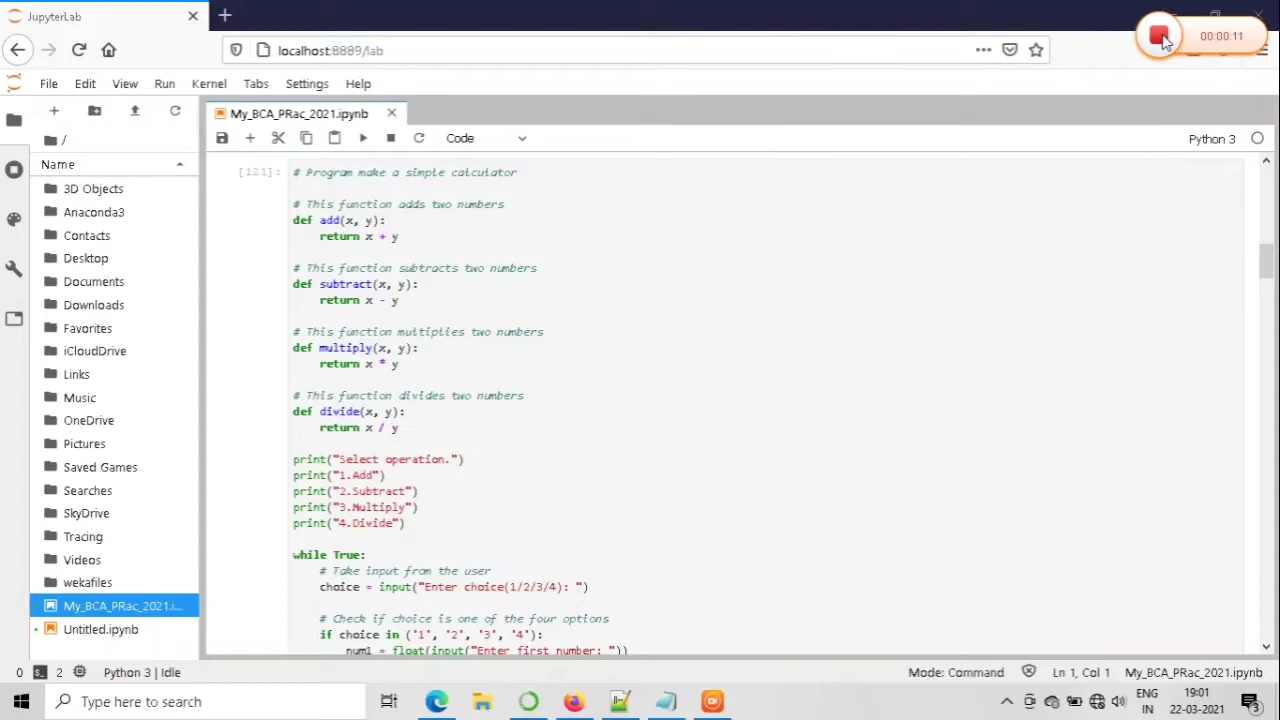 JupyterLab
00:00:11
localhost:8889/lab
File Edit View Run Kernel Tabs Settings Help
My_BCA_PRac_2021.ipynb
/
Code
Python 3
Name
3D Objects
Anaconda3
Contacts
Desktop
Documents
Downloads
Favorites
iCloudDrive
Links
Music
OneDrive
Pictures
Saved Games
Searches
SkyDrive
Tracing
Videos
wekafiles
My_BCA_PRac_2021.i...
Untitled.ipynb
[121]: # Program make a simple calculator
# This function adds two numbers
def add(x, y):
return x + y
# This function subtracts two numbers
def subtract(x, y):
return x - y
# This function multiplies two numbers
def multiply(x, y):
return x * y
# This function divides two numbers
def divide(x, y):
return x / y
print("Select operation.")
print("1.Add")
print("2.Subtract")
print("3.Multiply")
print("4.Divide")
while True:
# Take input from the user
choice = input("Enter choice(1/2/3/4): ")
# Check if choice is one of the four options
if choice in ('1', '2', '3', '4'):
num1 = float(input("Enter first number: "))
0 2 Python 3 | Idle
Mode: Command Ln 1, Col 1 My_BCA_PRac_2021.ipynb
Type here to search
ENG
IN
19:01
22-03-2021
3